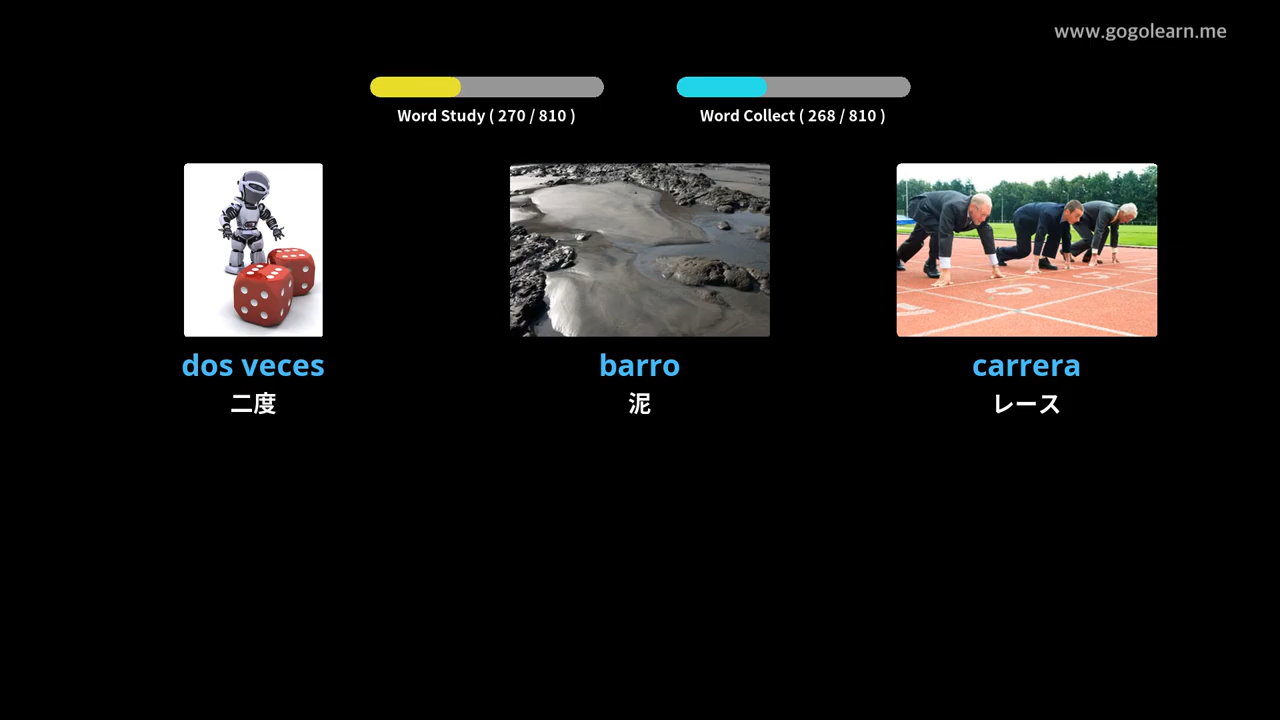 www.gogolearn.me
Word Study ( 270 / 810 )
Word Collect ( 268 / 810 )
dos veces
二度
barro
泥
carrera
レース